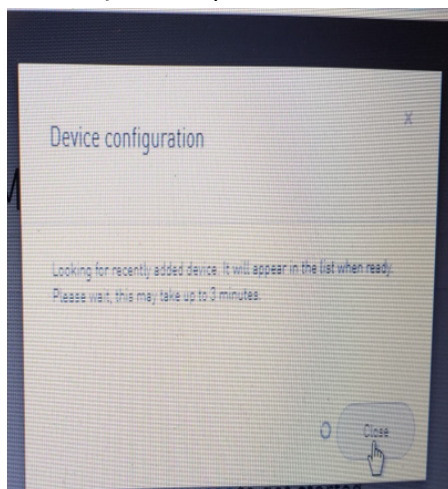 Device configuration
X
Looking for recently added device. It will appear in the list when ready.
Please wait, this may take up to 3 minutes.
Close